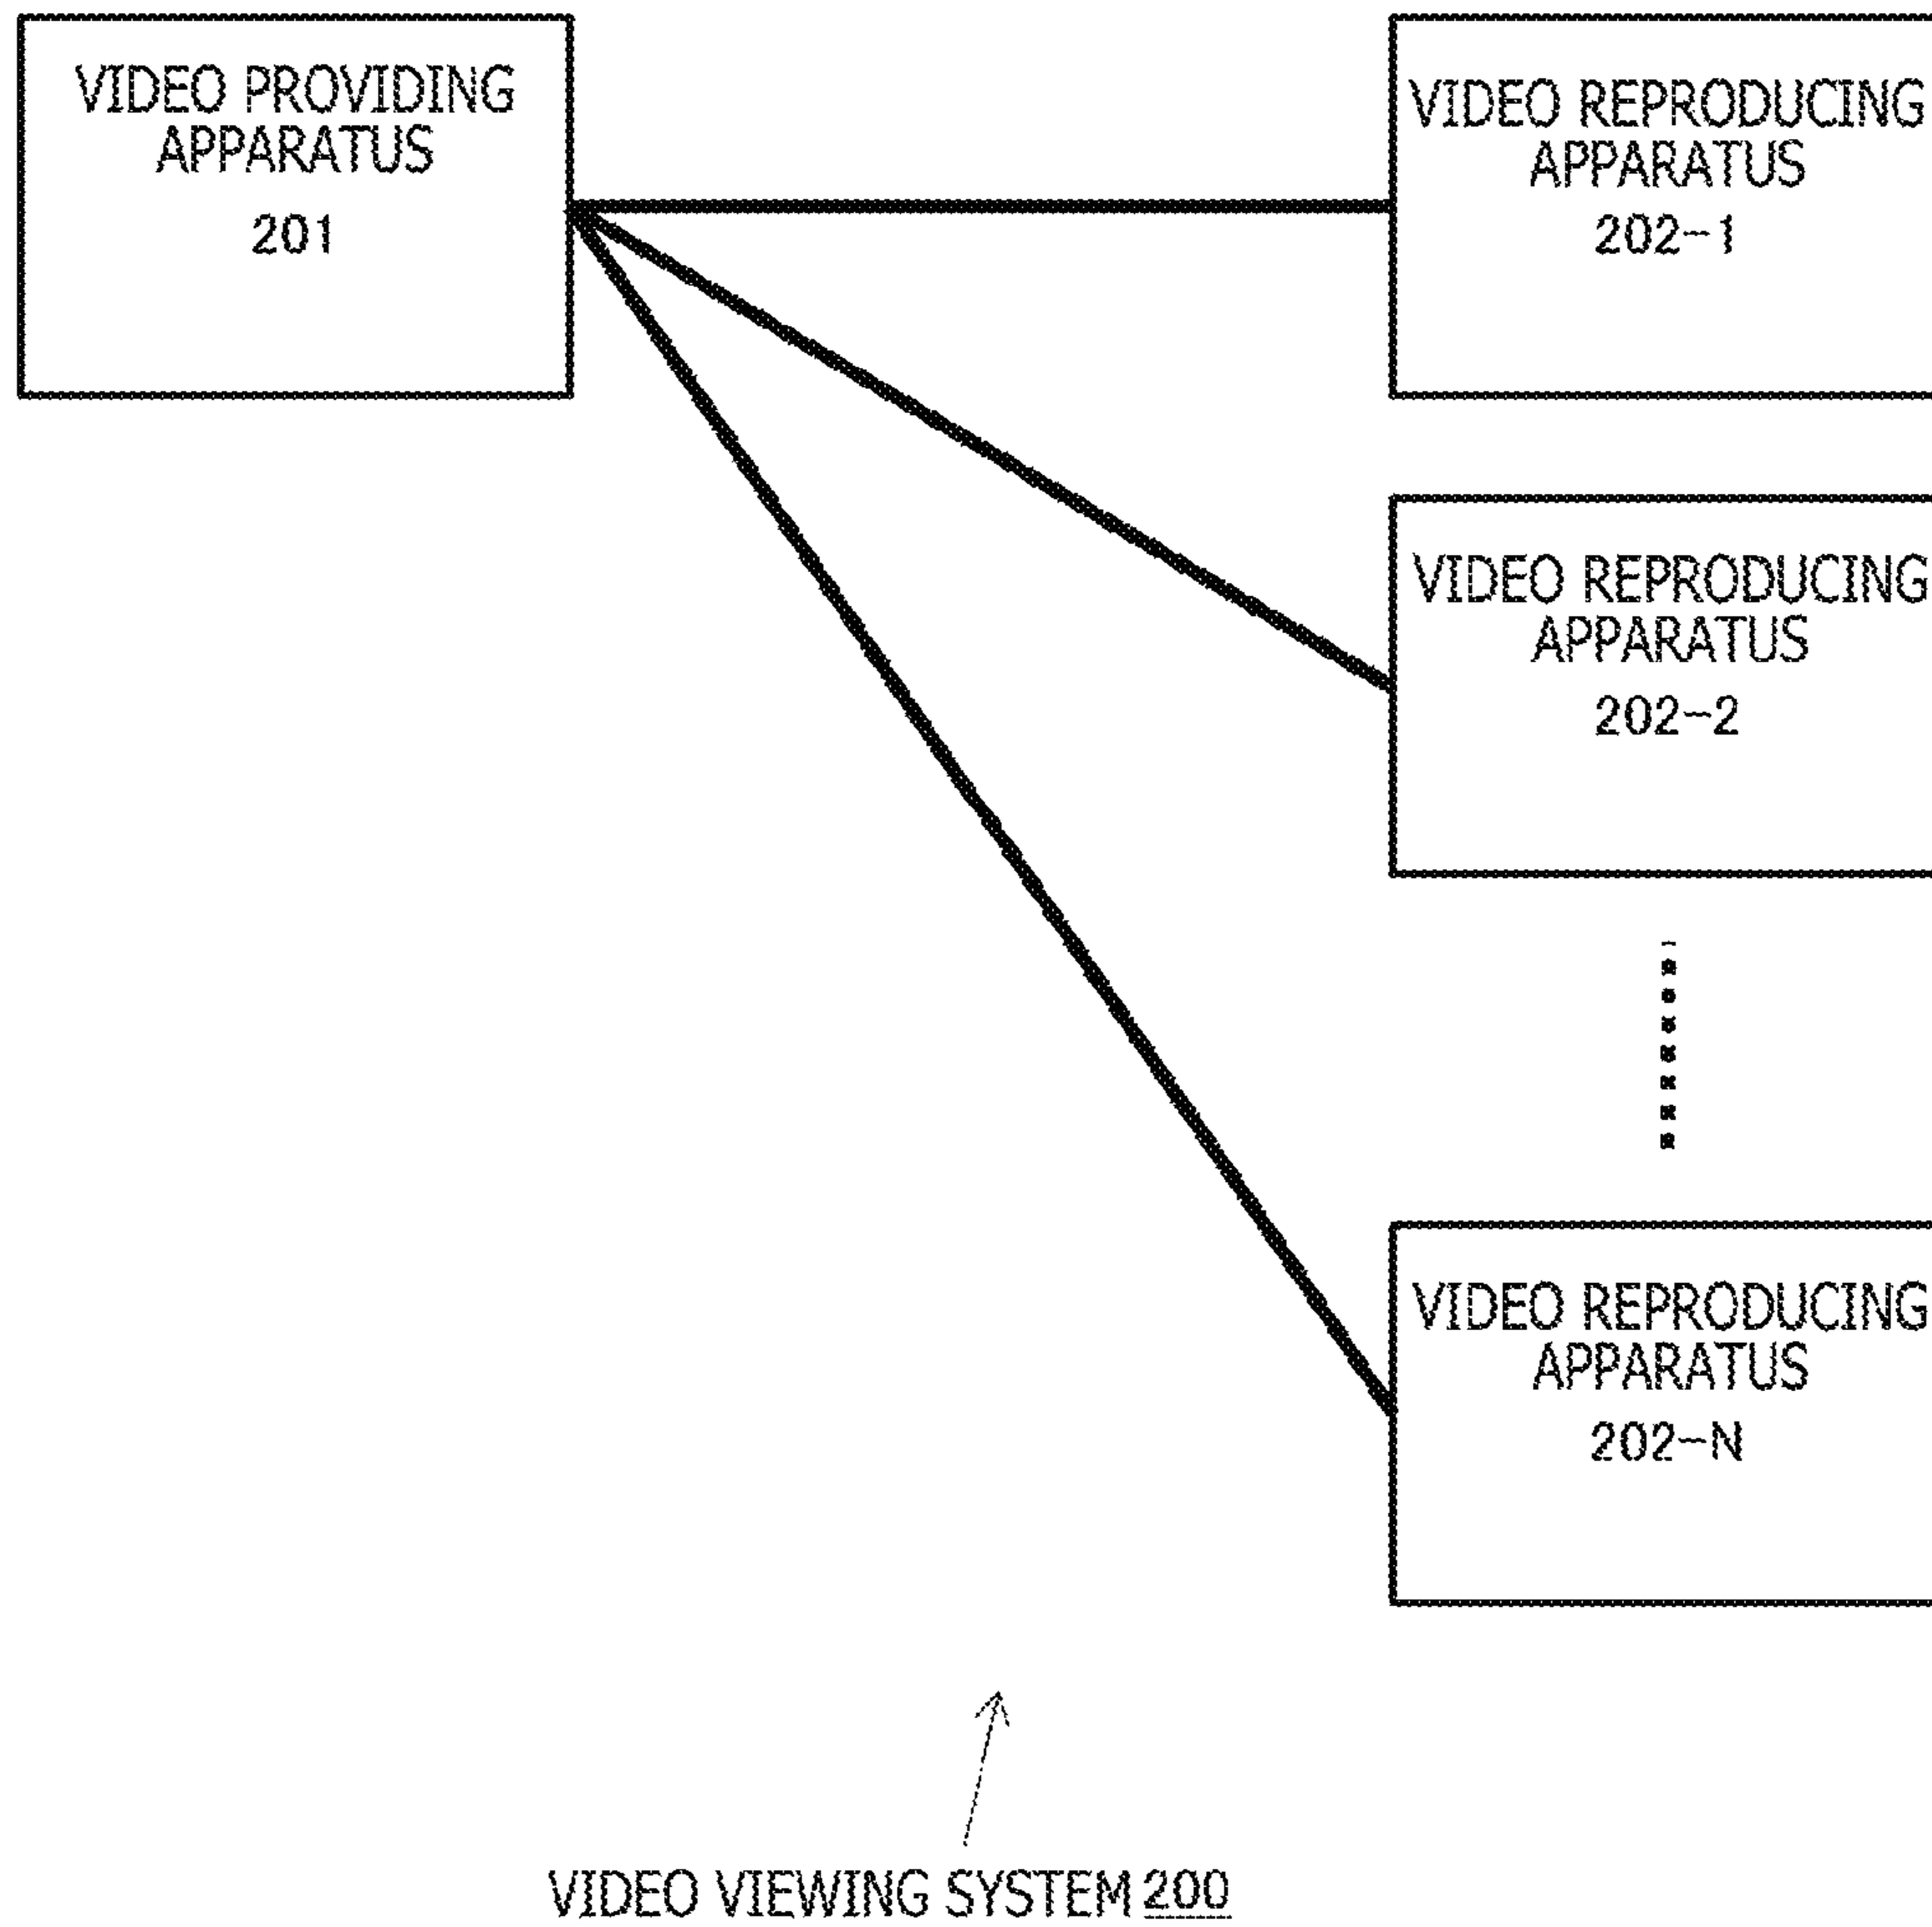 VIDEO PROVIDING
APPARATUS
201
VIDEO REPRODUCING
APPARATUS
202-1
VIDEO REPRODUCING
APPARATUS
202-2
VIDEO REPRODUCING
APPARATUS
202-N
VIDEO VIEWING SYSTEM 200